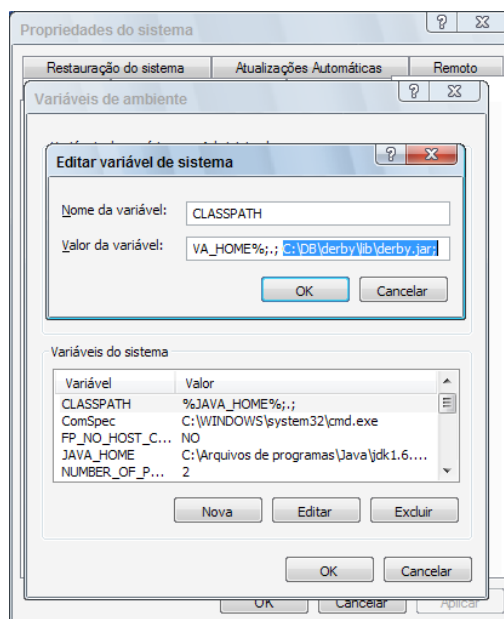 Propriedades do sistema
Restauração do sistema Atualizações Automáticas Remoto
Variáveis de ambiente
Editar variável de sistema
Nome da variável: CLASSPATH
Valor da variável: VA_HOME%;.; C:\DB\derby\lib\derby.jar;
OK Cancelar
Variáveis do sistema
Variável Valor
CLASSPATH %JAVA_HOME%;.;
ComSpec C:\WINDOWS\system32\cmd.exe
FP_NO_HOST_C... NO
JAVA_HOME C:\Arquivos de programas\Java\jdk1.6....
NUMBER_OF_P... 2
Nova Editar Excluir
OK Cancelar
OK Cancelar Aplicar